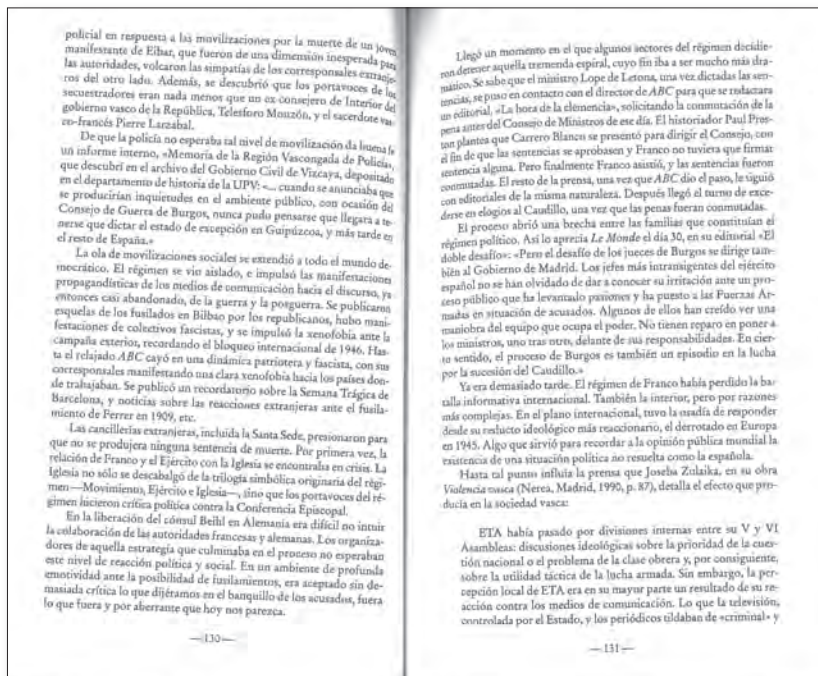 policial en respuesta a las movilizaciones por la muerte de un joven
manifestante de Eibar, que fueron de una dimensión inesperada para
las autoridades, volcaron las simpatías de los corresponsales extranje-
ros del otro lado. Además, se descubrió que los portavoces de los
secuestradores eran nada menos que un ex consejero de Interior del
gobierno vasco de la República, Telesforo Monzón, y el sacerdote vas-
co-francés Pierre Larzábal.
De que la policía no esperaba tal nivel de movilización da buena fe
un informe interno, «Memoria de la Región Vascongada de Policía»,
que descubrí en el archivo del Gobierno Civil de Vizcaya, depositado
en el departamento de historia de la UPV: «... cuando se anunciaba que
se producirían inquietudes en el ambiente público, con ocasión del
Consejo de Guerra de Burgos, nunca pudo pensarse que llegara a te-
nerse que dictar el estado de excepción en Guipúzcoa, y más tarde en
el resto de España.»
La ola de movilizaciones sociales se extendió a todo el mundo de-
mocrático. El régimen se vio aislado, e impulsó las manifestaciones
propagandísticas de los medios de comunicación hacia el discurso, ya
entonces casi abandonado, de la guerra y la posguerra. Se publicaron
esquelas de los fusilados en Bilbao por los republicanos, hubo mani-
festaciones de colectivos fascistas, y se impulsó la xenofobia ante la
campaña exterior, recordando el bloqueo internacional de 1946. Has-
ta el relajado ABC cayó en una dinámica patriotera y fascista, con sus
corresponsales manifestando una clara xenofobia hacia los países don-
de trabajaban. Se publicó un recordatorio sobre la Semana Trágica de
Barcelona, y noticias sobre las reacciones extranjeras ante el fusila-
miento de Ferrer en 1909, etc.
Las cancillerías extranjeras, incluida la Santa Sede, presionaron para
que no se produjera ninguna sentencia de muerte. Por primera vez, la
relación de Franco y el Ejército con la Iglesia se encontraba en crisis. La
Iglesia no sólo se descabalgó de la trilogía simbólica originaria del régi-
men—Movimiento, Ejército e Iglesia—, sino que los portavoces del ré-
gimen hicieron crítica política contra la Conferencia Episcopal.
En la liberación del cónsul Beihl en Alemania era difícil no intuir
la colaboración de las autoridades francesas y alemanas. Los organiza-
dores de aquella estrategia que culminaba en el proceso no esperaban
este nivel de reacción política y social. En un ambiente de profunda
emotividad ante la posibilidad de fusilamientos, era aceptado sin de-
masiada crítica lo que dijéramos en el banquillo de los acusados, fuera
lo que fuera y por aberrante que hoy nos parezca.
—130—
Llegó un momento en el que algunos sectores del régimen decidie-
ron detener aquella tremenda espiral, cuyo fin iba a ser mucho más dra-
mático. Se sabe que el ministro Lope de Letona, una vez dictadas las sen-
tencias, se puso en contacto con el director de ABC para que se redactara
un editorial, «La hora de la clemencia», solicitando la conmutación de la
pena antes del Consejo de Ministros de ese día. El historiador Paul Pres-
ton plantea que Carrero Blanco se presentó para dirigir el Consejo, con
el fin de que las sentencias se aprobasen y Franco no tuviera que firmar
sentencia alguna. Pero finalmente Franco asistió, y las sentencias fueron
conmutadas. El resto de la prensa, una vez que ABC dio el paso, le siguió
con editoriales de la misma naturaleza. Después llegó el turno de exce-
derse en elogios al Caudillo, una vez que las penas fueran conmutadas.
El proceso abrió una brecha entre las familias que constituían el
régimen político. Así lo aprecia Le Monde el día 30, en su editorial «El
doble desafío»: «Pero el desafío de los jueces de Burgos se dirige tam-
bién al Gobierno de Madrid. Los jefes más intransigentes del ejército
español no se han olvidado de dar a conocer su irritación ante un pro-
ceso público que ha levantado pasiones y ha puesto a las Fuerzas Ar-
madas en situación de acusados. Algunos de ellos han creído ver una
maniobra del equipo que ocupa el poder. No tienen reparo en poner a
los ministros, uno tras otro, delante de sus responsabilidades. En cier-
to sentido, el proceso de Burgos es también un episodio en la lucha
por la sucesión del Caudillo.»
Ya era demasiado tarde. El régimen de Franco había perdido la ba-
talla informativa internacional. También la interior, pero por razones
más complejas. En el plano internacional, tuvo la osadía de responder
desde su reducto ideológico más reaccionario, el derrotado en Europa
en 1945. Algo que sirvió para recordar a la opinión pública mundial la
existencia de una situación política no resuelta como la española.
Hasta tal punto influía la prensa que Joseba Zulaika, en su obra
Violencia vasca (Nerea, Madrid, 1990, p. 87), detalla el efecto que pro-
ducía en la sociedad vasca:
ETA había pasado por divisiones internas entre su V y VI
Asambleas: discusiones ideológicas sobre la prioridad de la cues-
tión nacional o el problema de la clase obrera y, por consiguiente,
sobre la utilidad táctica de la lucha armada. Sin embargo, la per-
cepción local de ETA era en su mayor parte un resultado de su re-
acción contra los medios de comunicación. Lo que la televisión,
controlada por el Estado, y los periódicos tildaban de «criminal» y
—131—